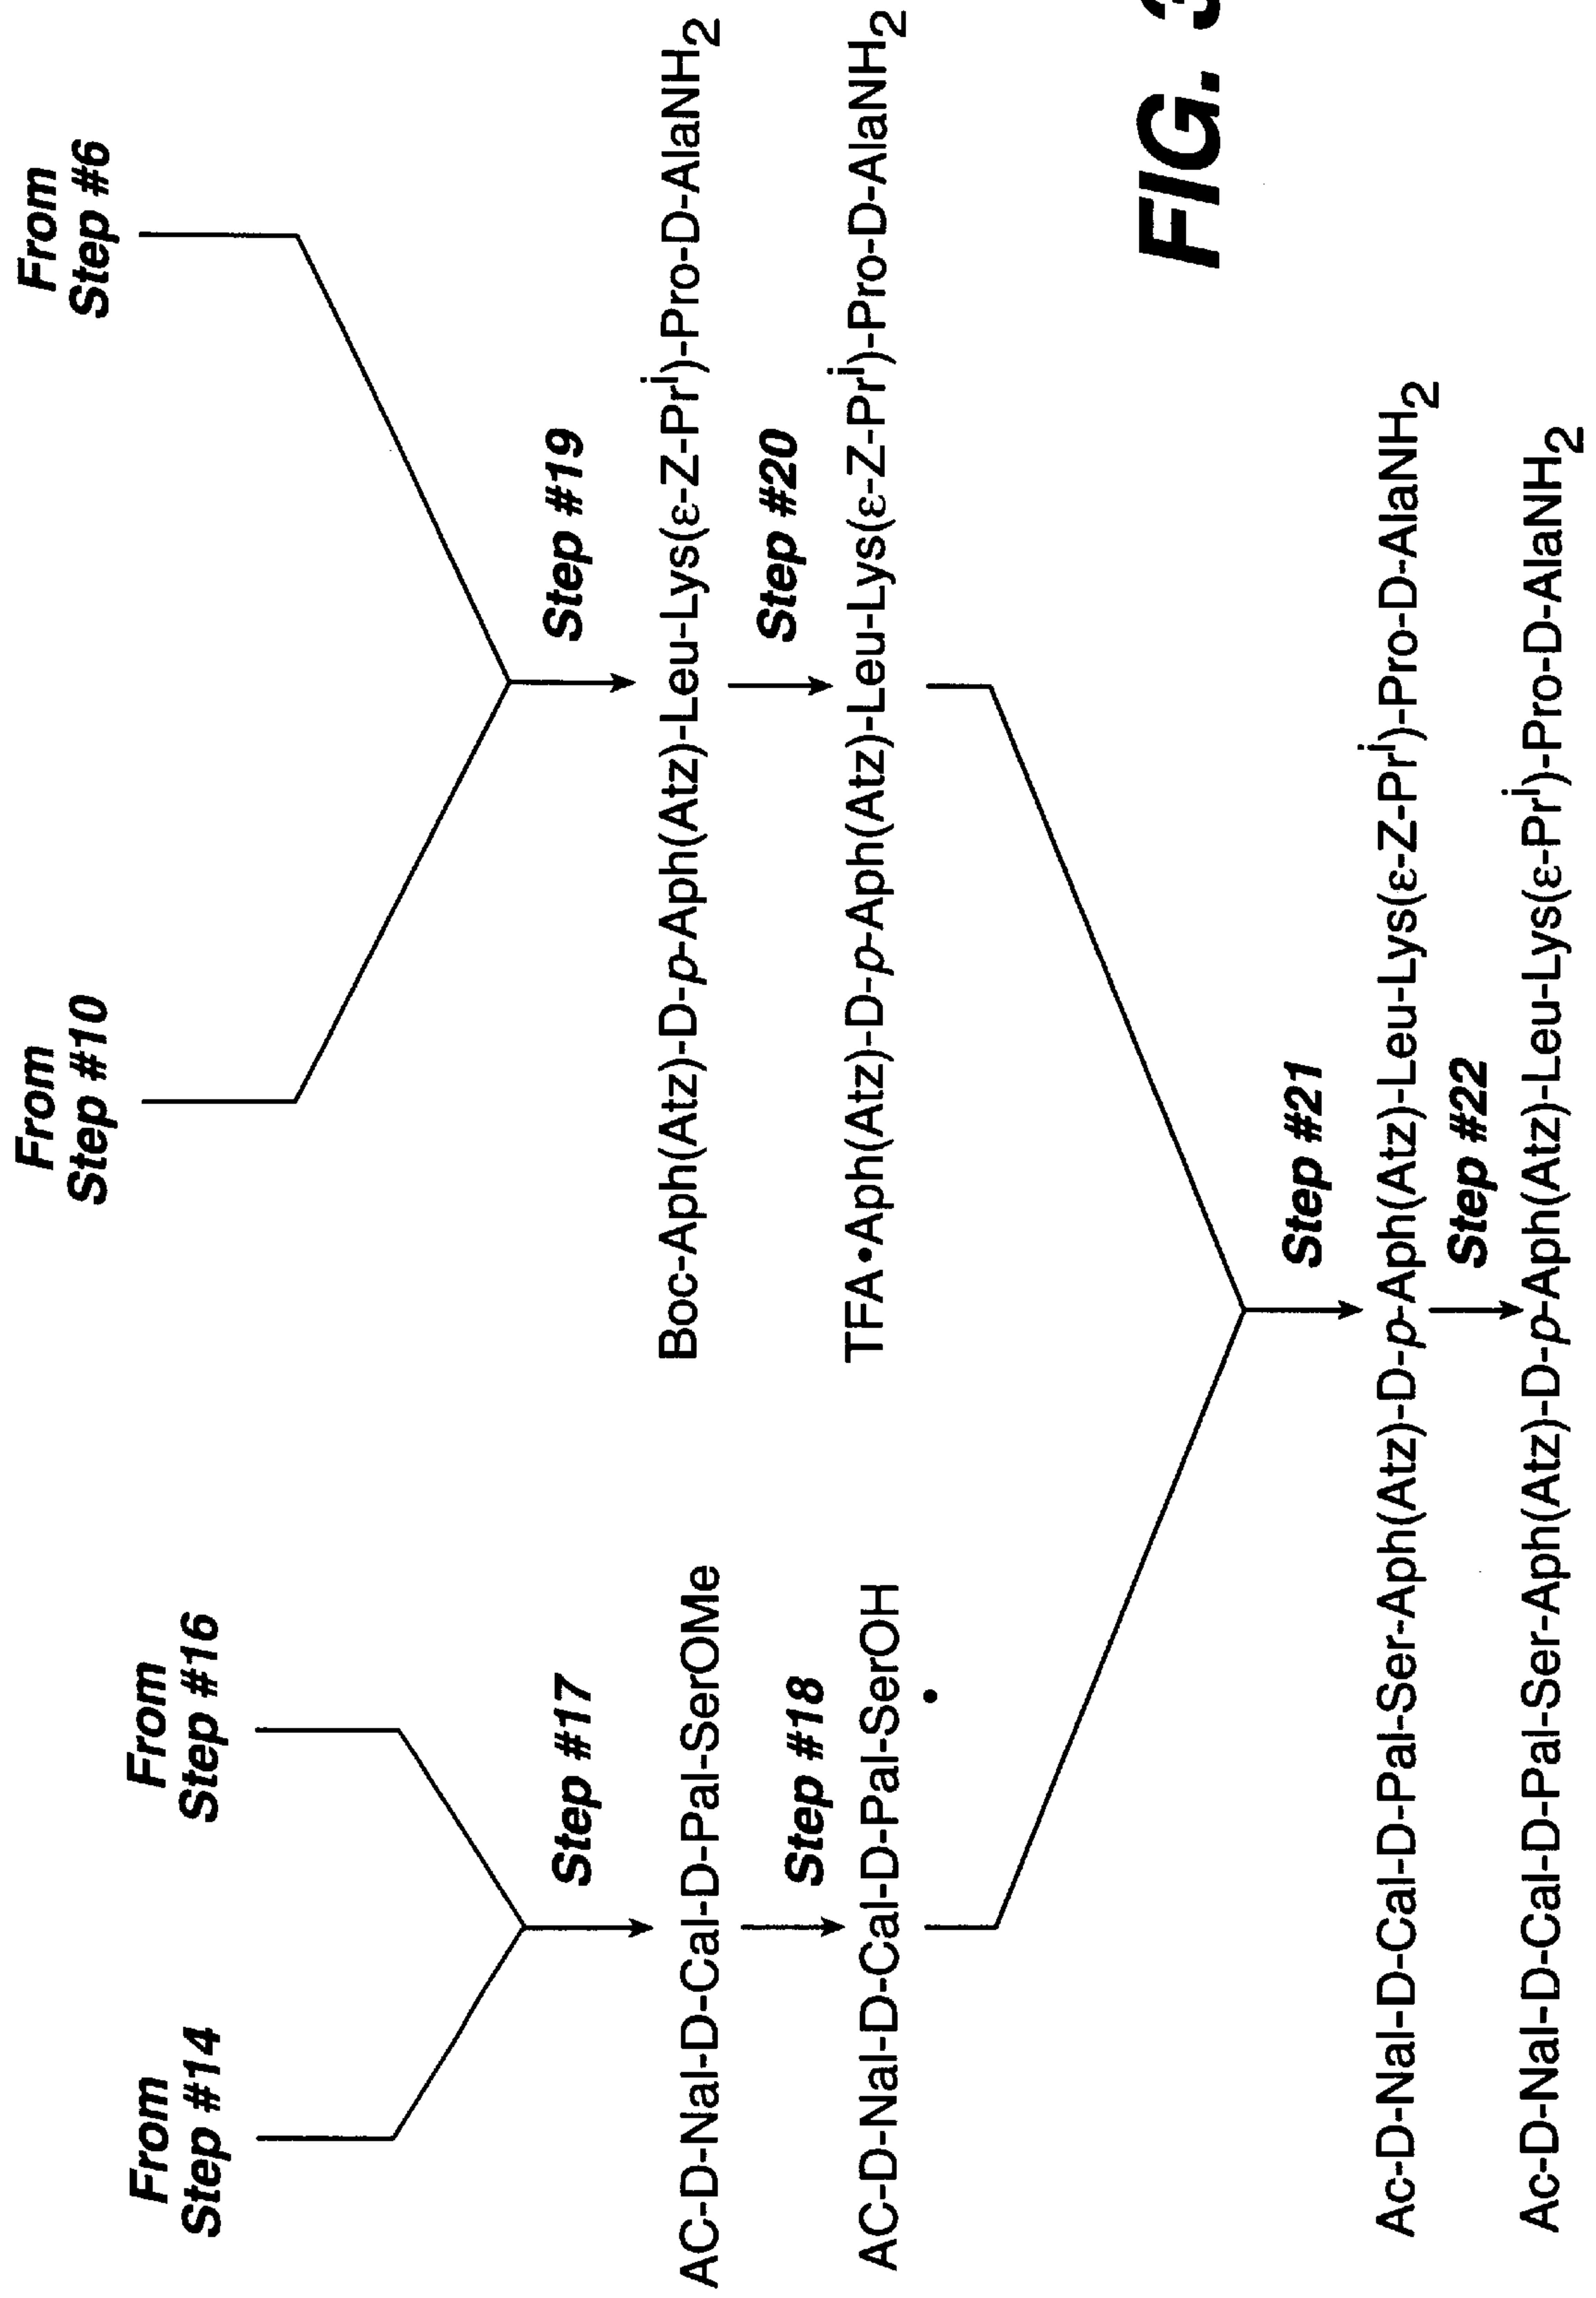 From
Step #14
From
Step #16
From
Step #10
From
Step #6
Step #17
Step #19
AC-D-Nal-D-Cal-D-Pal-SerOMe
Boc-Aph(Atz)-D-p-Aph(Atz)-Leu-Lys(ε-Z-Prⁱ)-Pro-D-AlaNH₂
Step #18
Step #20
AC-D-Nal-D-Cal-D-Pal-SerOH
TFA•Aph(Atz)-D-p-Aph(Atz)-Leu-Lys(ε-Z-Prⁱ)-Pro-D-AlaNH₂
Step #21
Ac-D-Nal-D-Cal-D-Pal-Ser-Aph(Atz)-D-p-Aph(Atz)-Leu-Lys(ε-Z-Prⁱ)-Pro-D-AlaNH₂
Step #22
Ac-D-Nal-D-Cal-D-Pal-Ser-Aph(Atz)-D-p-Aph(Atz)-Leu-Lys(ε-Prⁱ)-Pro-D-AlaNH₂
FIG. 3